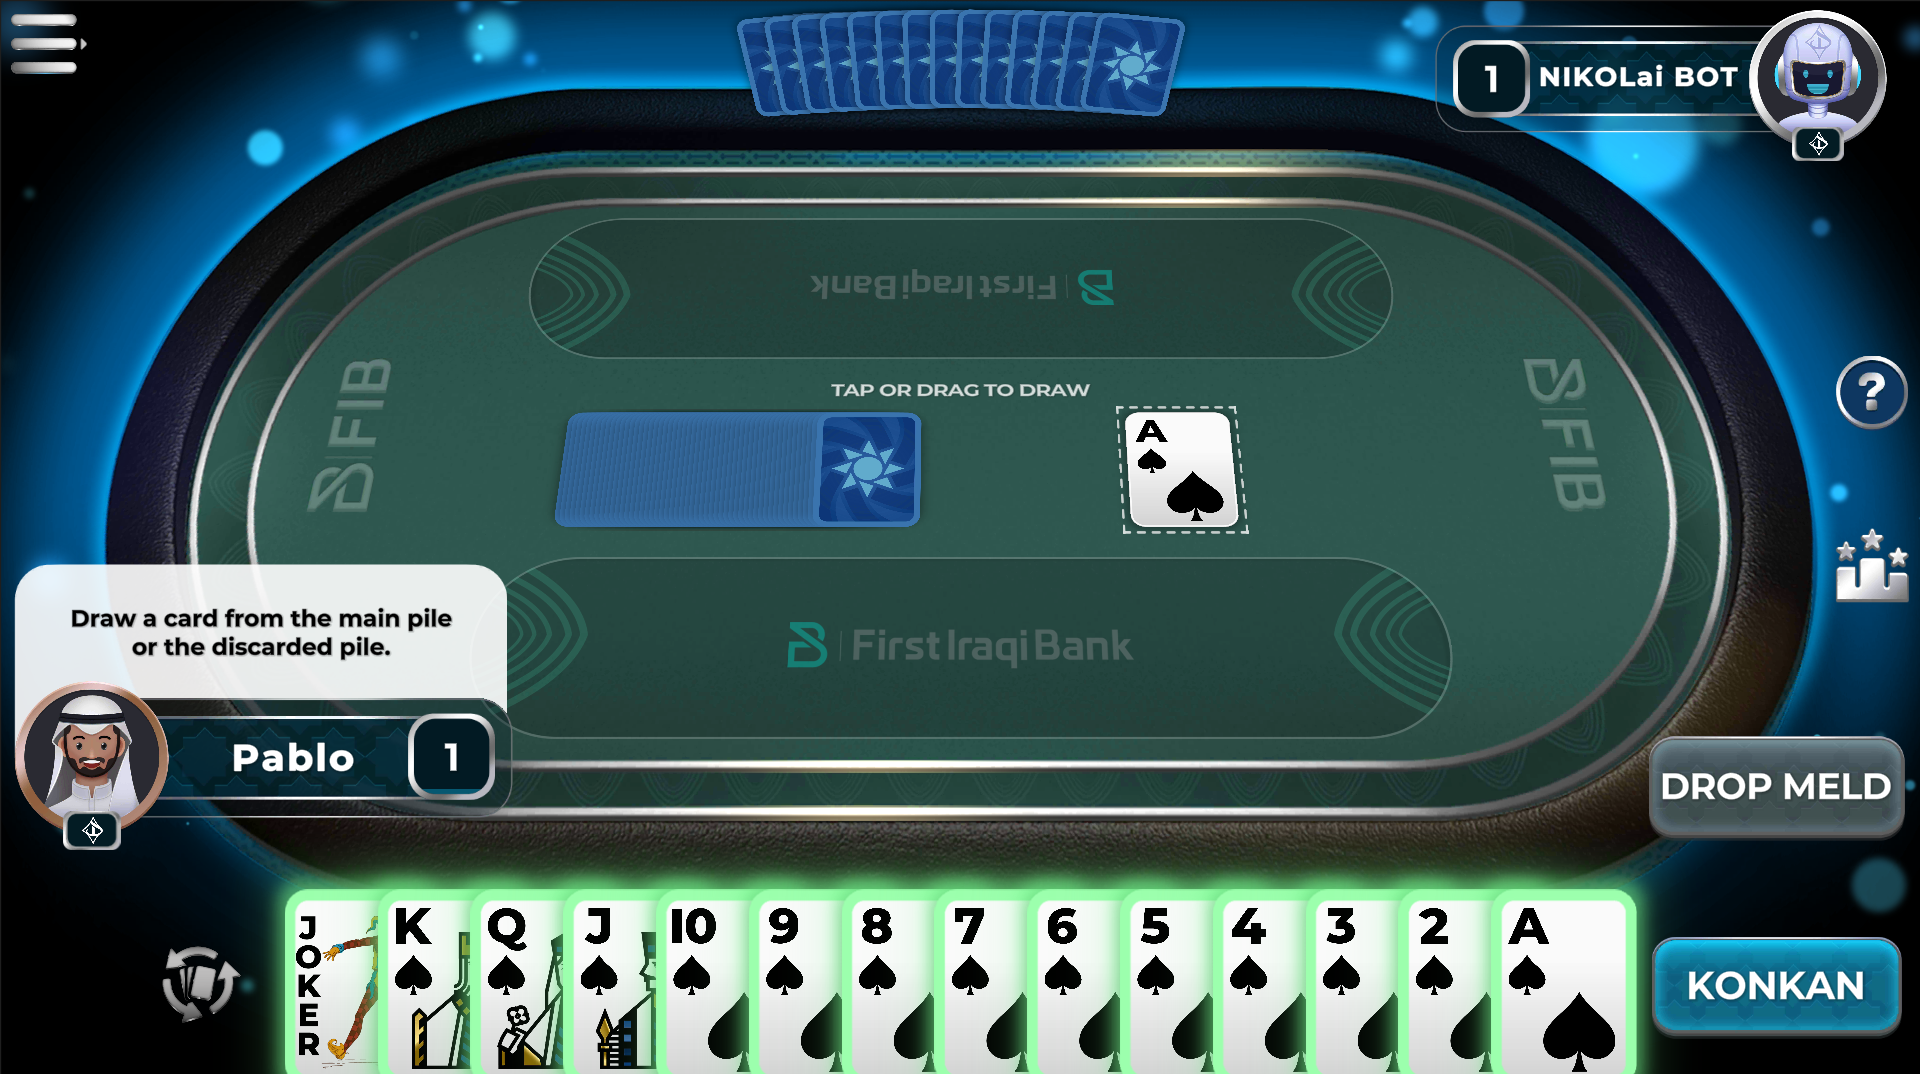 1
NIKOLai BOT
First Iraqi Bank
TAP OR DRAG TO DRAW
FIB
FIB
A
?
Draw a card from the main pile
or the discarded pile.
First Iraqi Bank
Pablo
1
DROP MELD
JOKER
K
Q
J
10
9
8
7
6
5
4
3
2
A
KONKAN